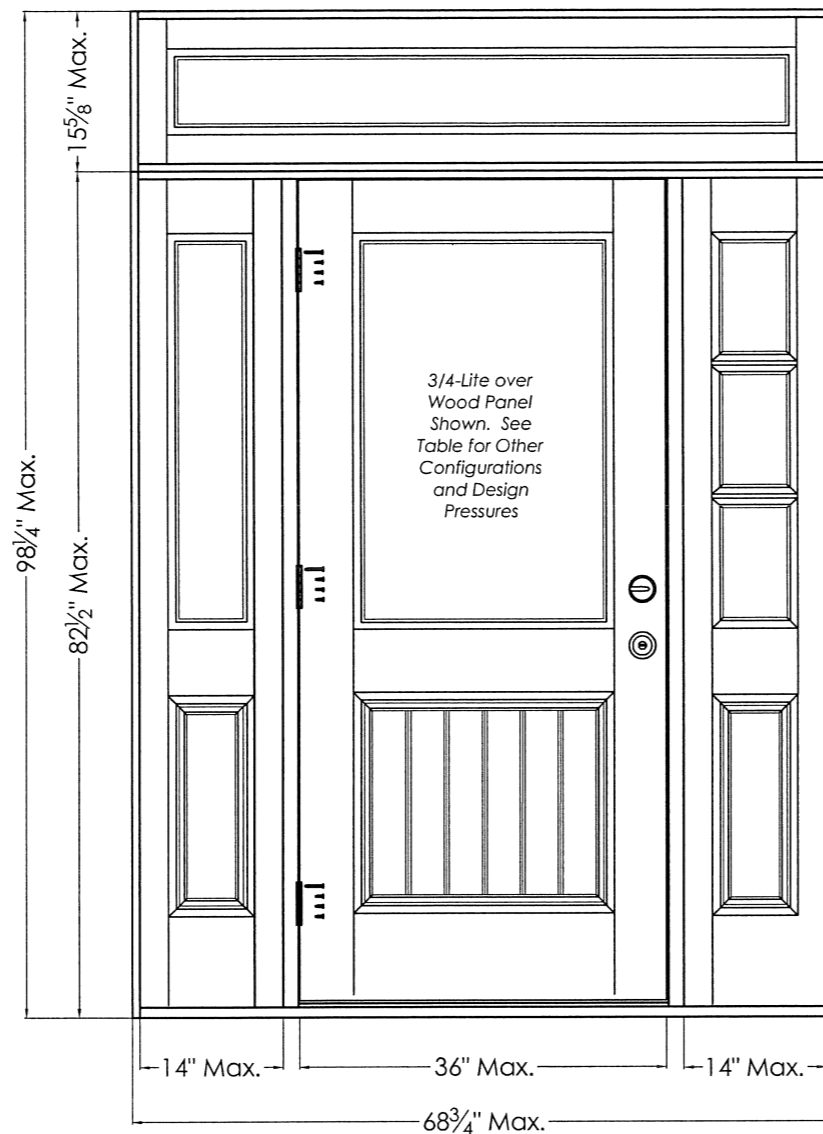 15⅝" Max.
98¼" Max.
82½" Max.
3/4-Lite over
Wood Panel
Shown. See
Table for Other
Configurations
and Design
Pressures
14" Max.
36" Max.
14" Max.
68¾" Max.